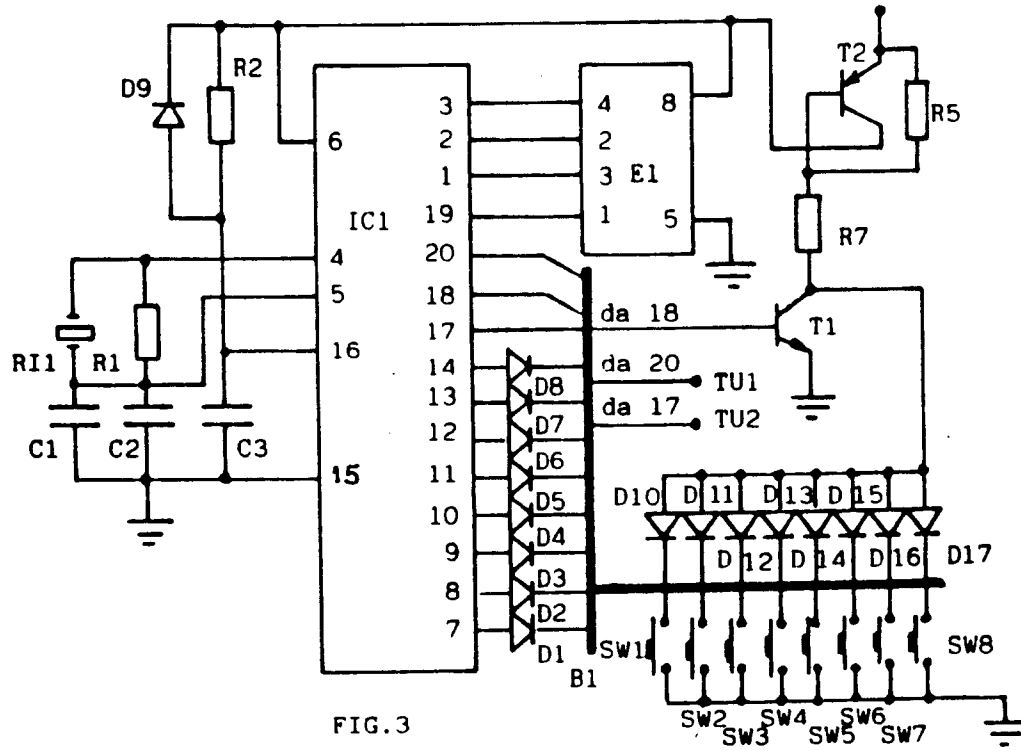 T2
D9
R2
R5
3
4
8
6
2
2
1
3
E1
IC1
19
1
5
R7
4
20
5
18
da 18
T1
17
RI1
R1
16
14
da 20
TU1
D8
13
da 17
TU2
D7
C1
C2
C3
12
D6
15
11
D5
D10
D 11
D 13
D 15
10
D4
9
D 12
D 14
D 16
D17
D3
8
D2
7
D1
SW1
SW8
B1
SW2
SW4
SW6
FIG.3
SW3
SW5
SW7